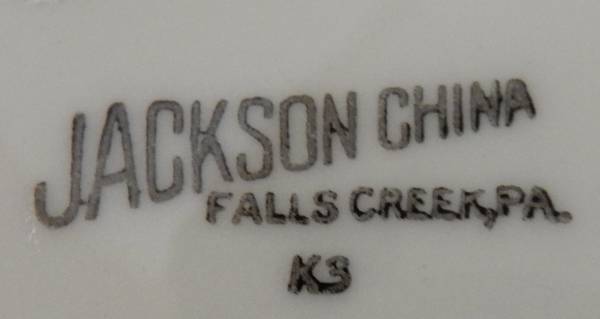 JACKSON CHINA
FALLS CREEK, PA.
K3